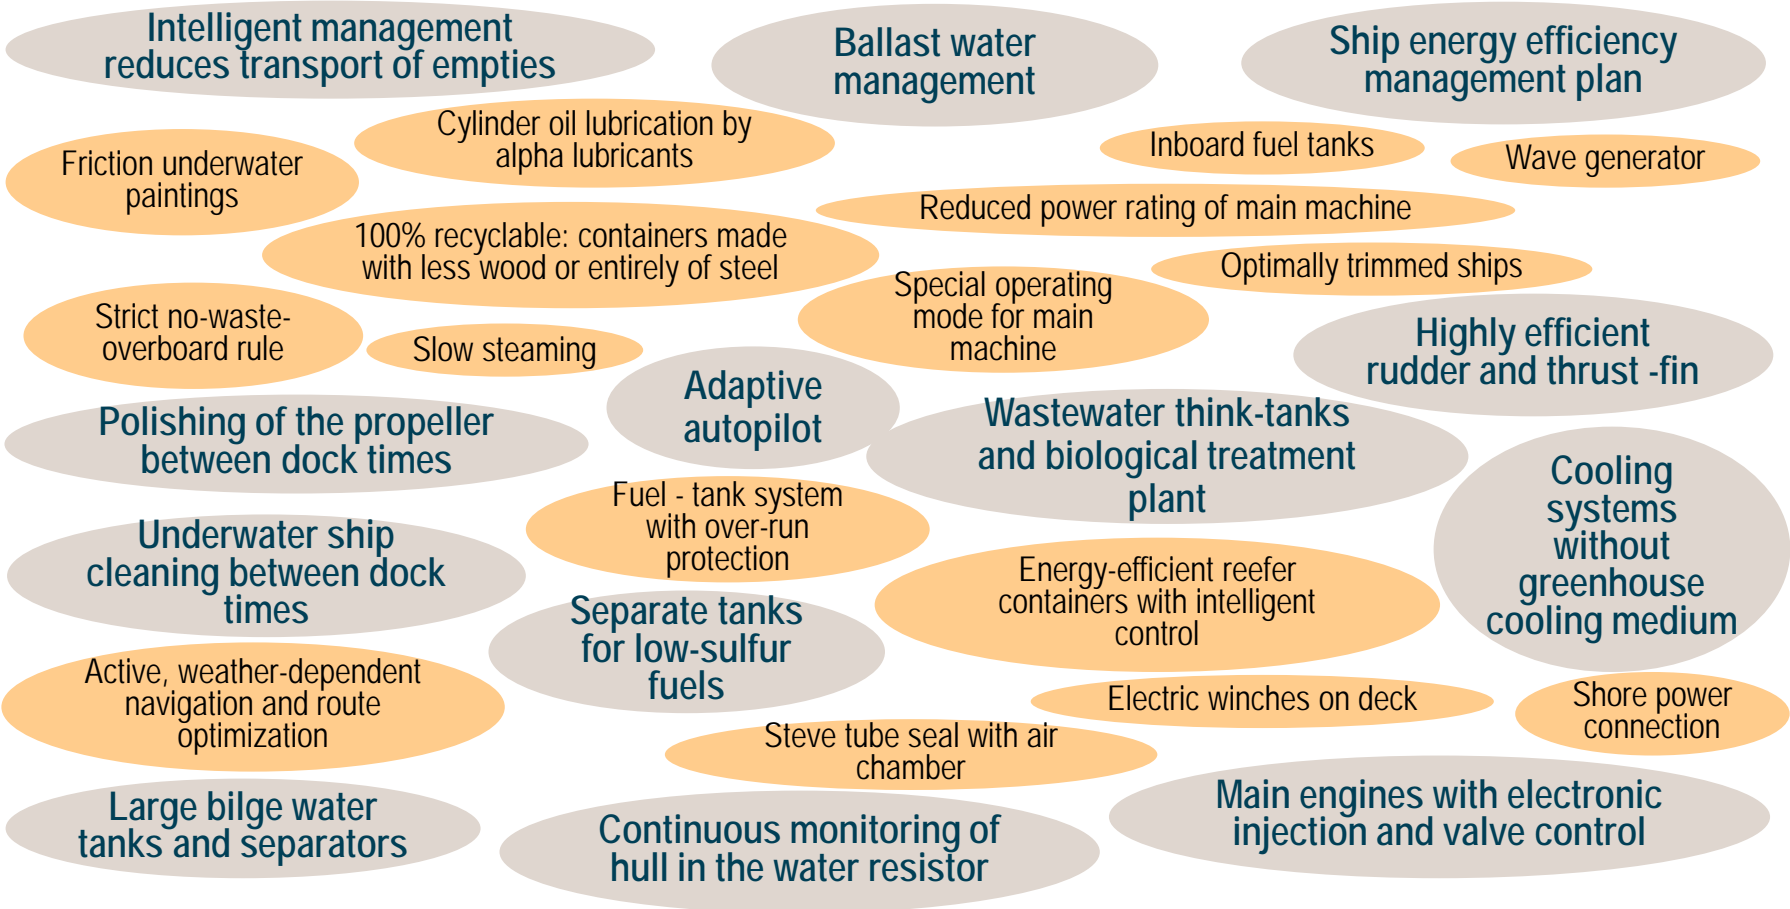 Intelligent management
reduces transport of empties
Ballast water
management
Ship energy efficiency
management plan
Cylinder oil lubrication by
alpha lubricants
Inboard fuel tanks
Wave generator
Friction underwater
paintings
Reduced power rating of main machine
100% recyclable: containers made
with less wood or entirely of steel
Optimally trimmed ships
Special operating
mode for main
machine
Strict no-waste-
overboard rule
Slow steaming
Highly efficient
rudder and thrust -fin
Adaptive
autopilot
Polishing of the propeller
between dock times
Wastewater think-tanks
and biological treatment
plant
Cooling
systems
without
greenhouse
cooling medium
Fuel - tank system
with over-run
protection
Underwater ship
cleaning between dock
times
Energy-efficient reefer
containers with intelligent
control
Separate tanks
for low-sulfur
fuels
Active, weather-dependent
navigation and route
optimization
Electric winches on deck
Shore power
connection
Steve tube seal with air
chamber
Large bilge water
tanks and separators
Continuous monitoring of
hull in the water resistor
Main engines with electronic
injection and valve control